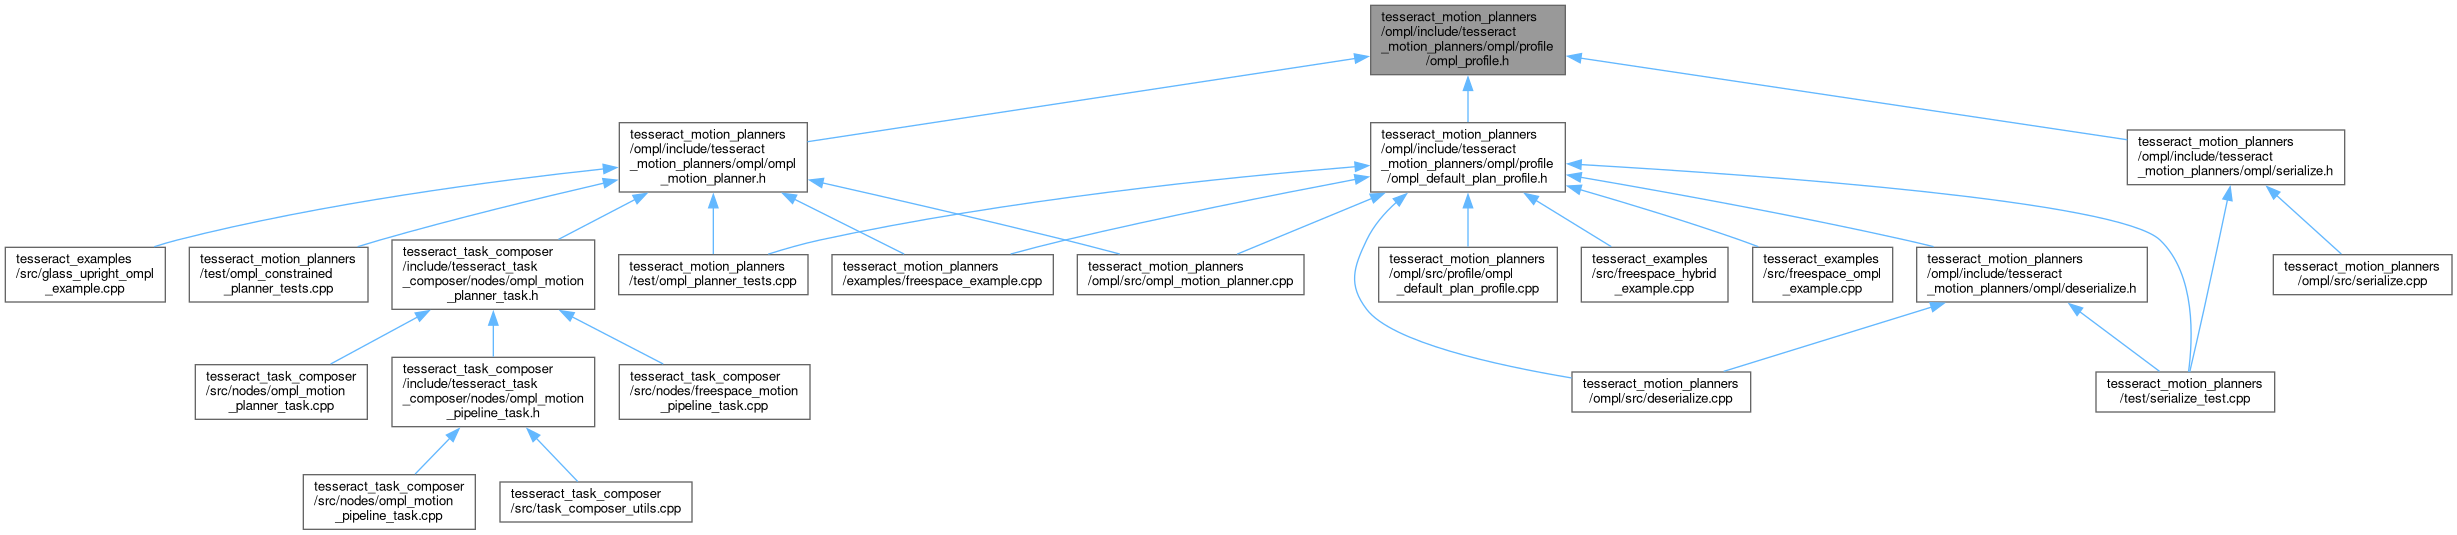 tesseract_motion_planners
/ompl/include/tesseract
_motion_planners/ompl/profile
/ompl_profile.h
tesseract_motion_planners
/ompl/include/tesseract
_motion_planners/ompl/ompl
_motion_planner.h
tesseract_motion_planners
/ompl/include/tesseract
_motion_planners/ompl/profile
/ompl_default_plan_profile.h
tesseract_motion_planners
/ompl/include/tesseract
_motion_planners/ompl/serialize.h
tesseract_examples
/src/glass_upright_ompl
_example.cpp
tesseract_motion_planners
/test/ompl_constrained
_planner_tests.cpp
tesseract_task_composer
/include/tesseract_task
_composer/nodes/ompl_motion
_planner_task.h
tesseract_motion_planners
/test/ompl_planner_tests.cpp
tesseract_motion_planners
/examples/freespace_example.cpp
tesseract_motion_planners
/ompl/src/ompl_motion_planner.cpp
tesseract_motion_planners
/ompl/src/profile/ompl
_default_plan_profile.cpp
tesseract_examples
/src/freespace_hybrid
_example.cpp
tesseract_examples
/src/freespace_ompl
_example.cpp
tesseract_motion_planners
/ompl/include/tesseract
_motion_planners/ompl/deserialize.h
tesseract_motion_planners
/ompl/src/serialize.cpp
tesseract_task_composer
/src/nodes/ompl_motion
_planner_task.cpp
tesseract_task_composer
/include/tesseract_task
_composer/nodes/ompl_motion
_pipeline_task.h
tesseract_task_composer
/src/nodes/freespace_motion
_pipeline_task.cpp
tesseract_motion_planners
/ompl/src/deserialize.cpp
tesseract_motion_planners
/test/serialize_test.cpp
tesseract_task_composer
/src/nodes/ompl_motion
_pipeline_task.cpp
tesseract_task_composer
/src/task_composer_utils.cpp